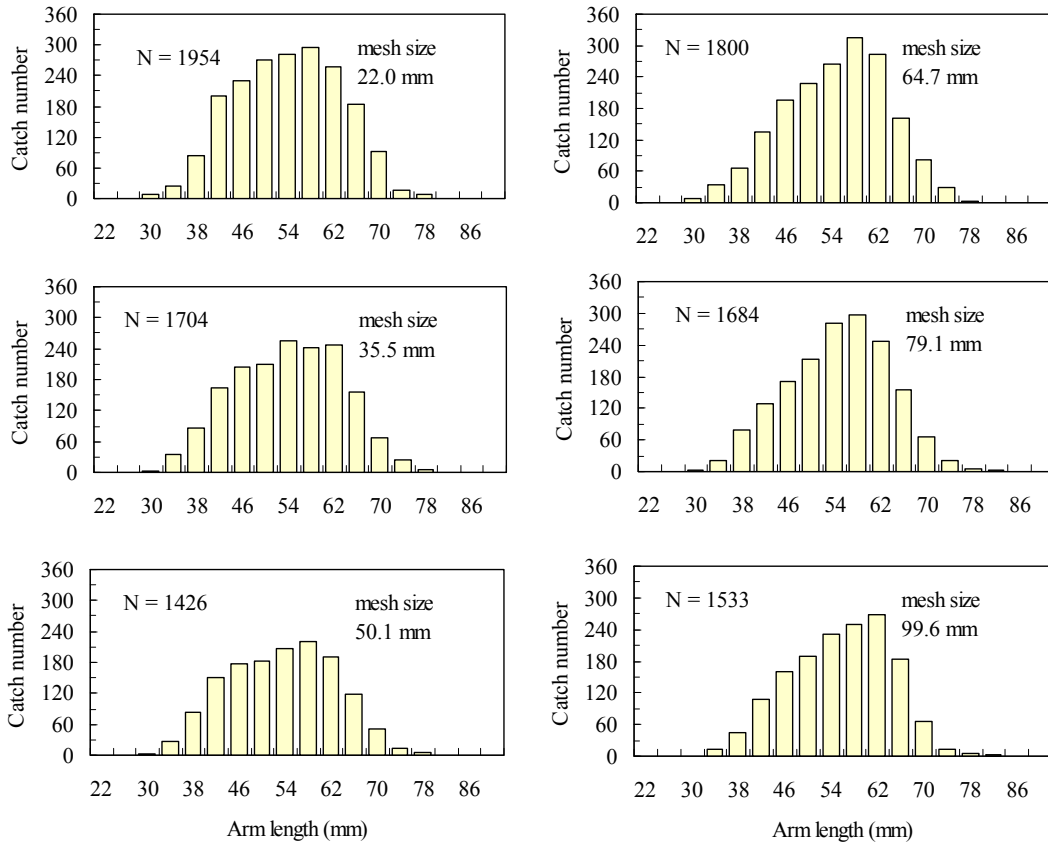 360
300
240
180
120
60
0
Catch number
N = 1954
mesh size
22.0 mm
22 30 38 46 54 62 70 78 86
360
300
240
180
120
60
0
Catch number
N = 1800
mesh size
64.7 mm
22 30 38 46 54 62 70 78 86
360
300
240
180
120
60
0
Catch number
N = 1704
mesh size
35.5 mm
22 30 38 46 54 62 70 78 86
360
300
240
180
120
60
0
Catch number
N = 1684
mesh size
79.1 mm
22 30 38 46 54 62 70 78 86
360
300
240
180
120
60
0
Catch number
N = 1426
mesh size
50.1 mm
22 30 38 46 54 62 70 78 86
Arm length (mm)
360
300
240
180
120
60
0
Catch number
N = 1533
mesh size
99.6 mm
22 30 38 46 54 62 70 78 86
Arm length (mm)